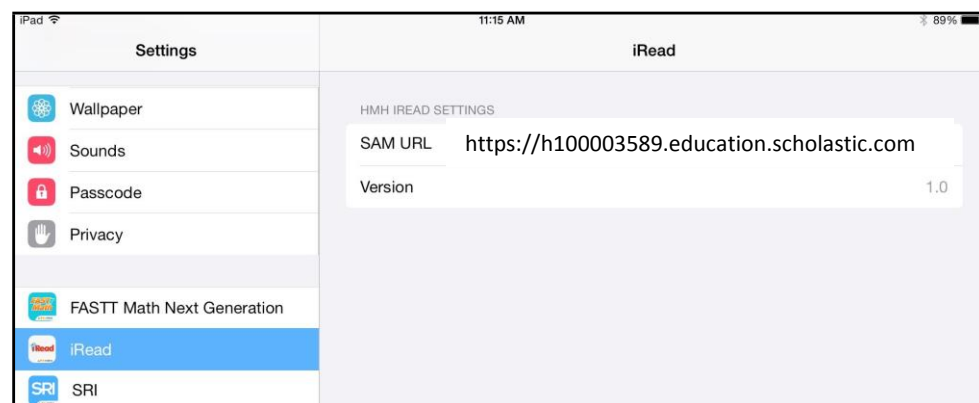 iPad 11:15 AM 89%
Settings
iRead
Wallpaper
Sounds
Passcode
Privacy
FASTT Math Next Generation
iRead
iRead
SRI
SRI
HMH IREAD SETTINGS
SAM URL https://h100003589.education.scholastic.com
Version 1.0